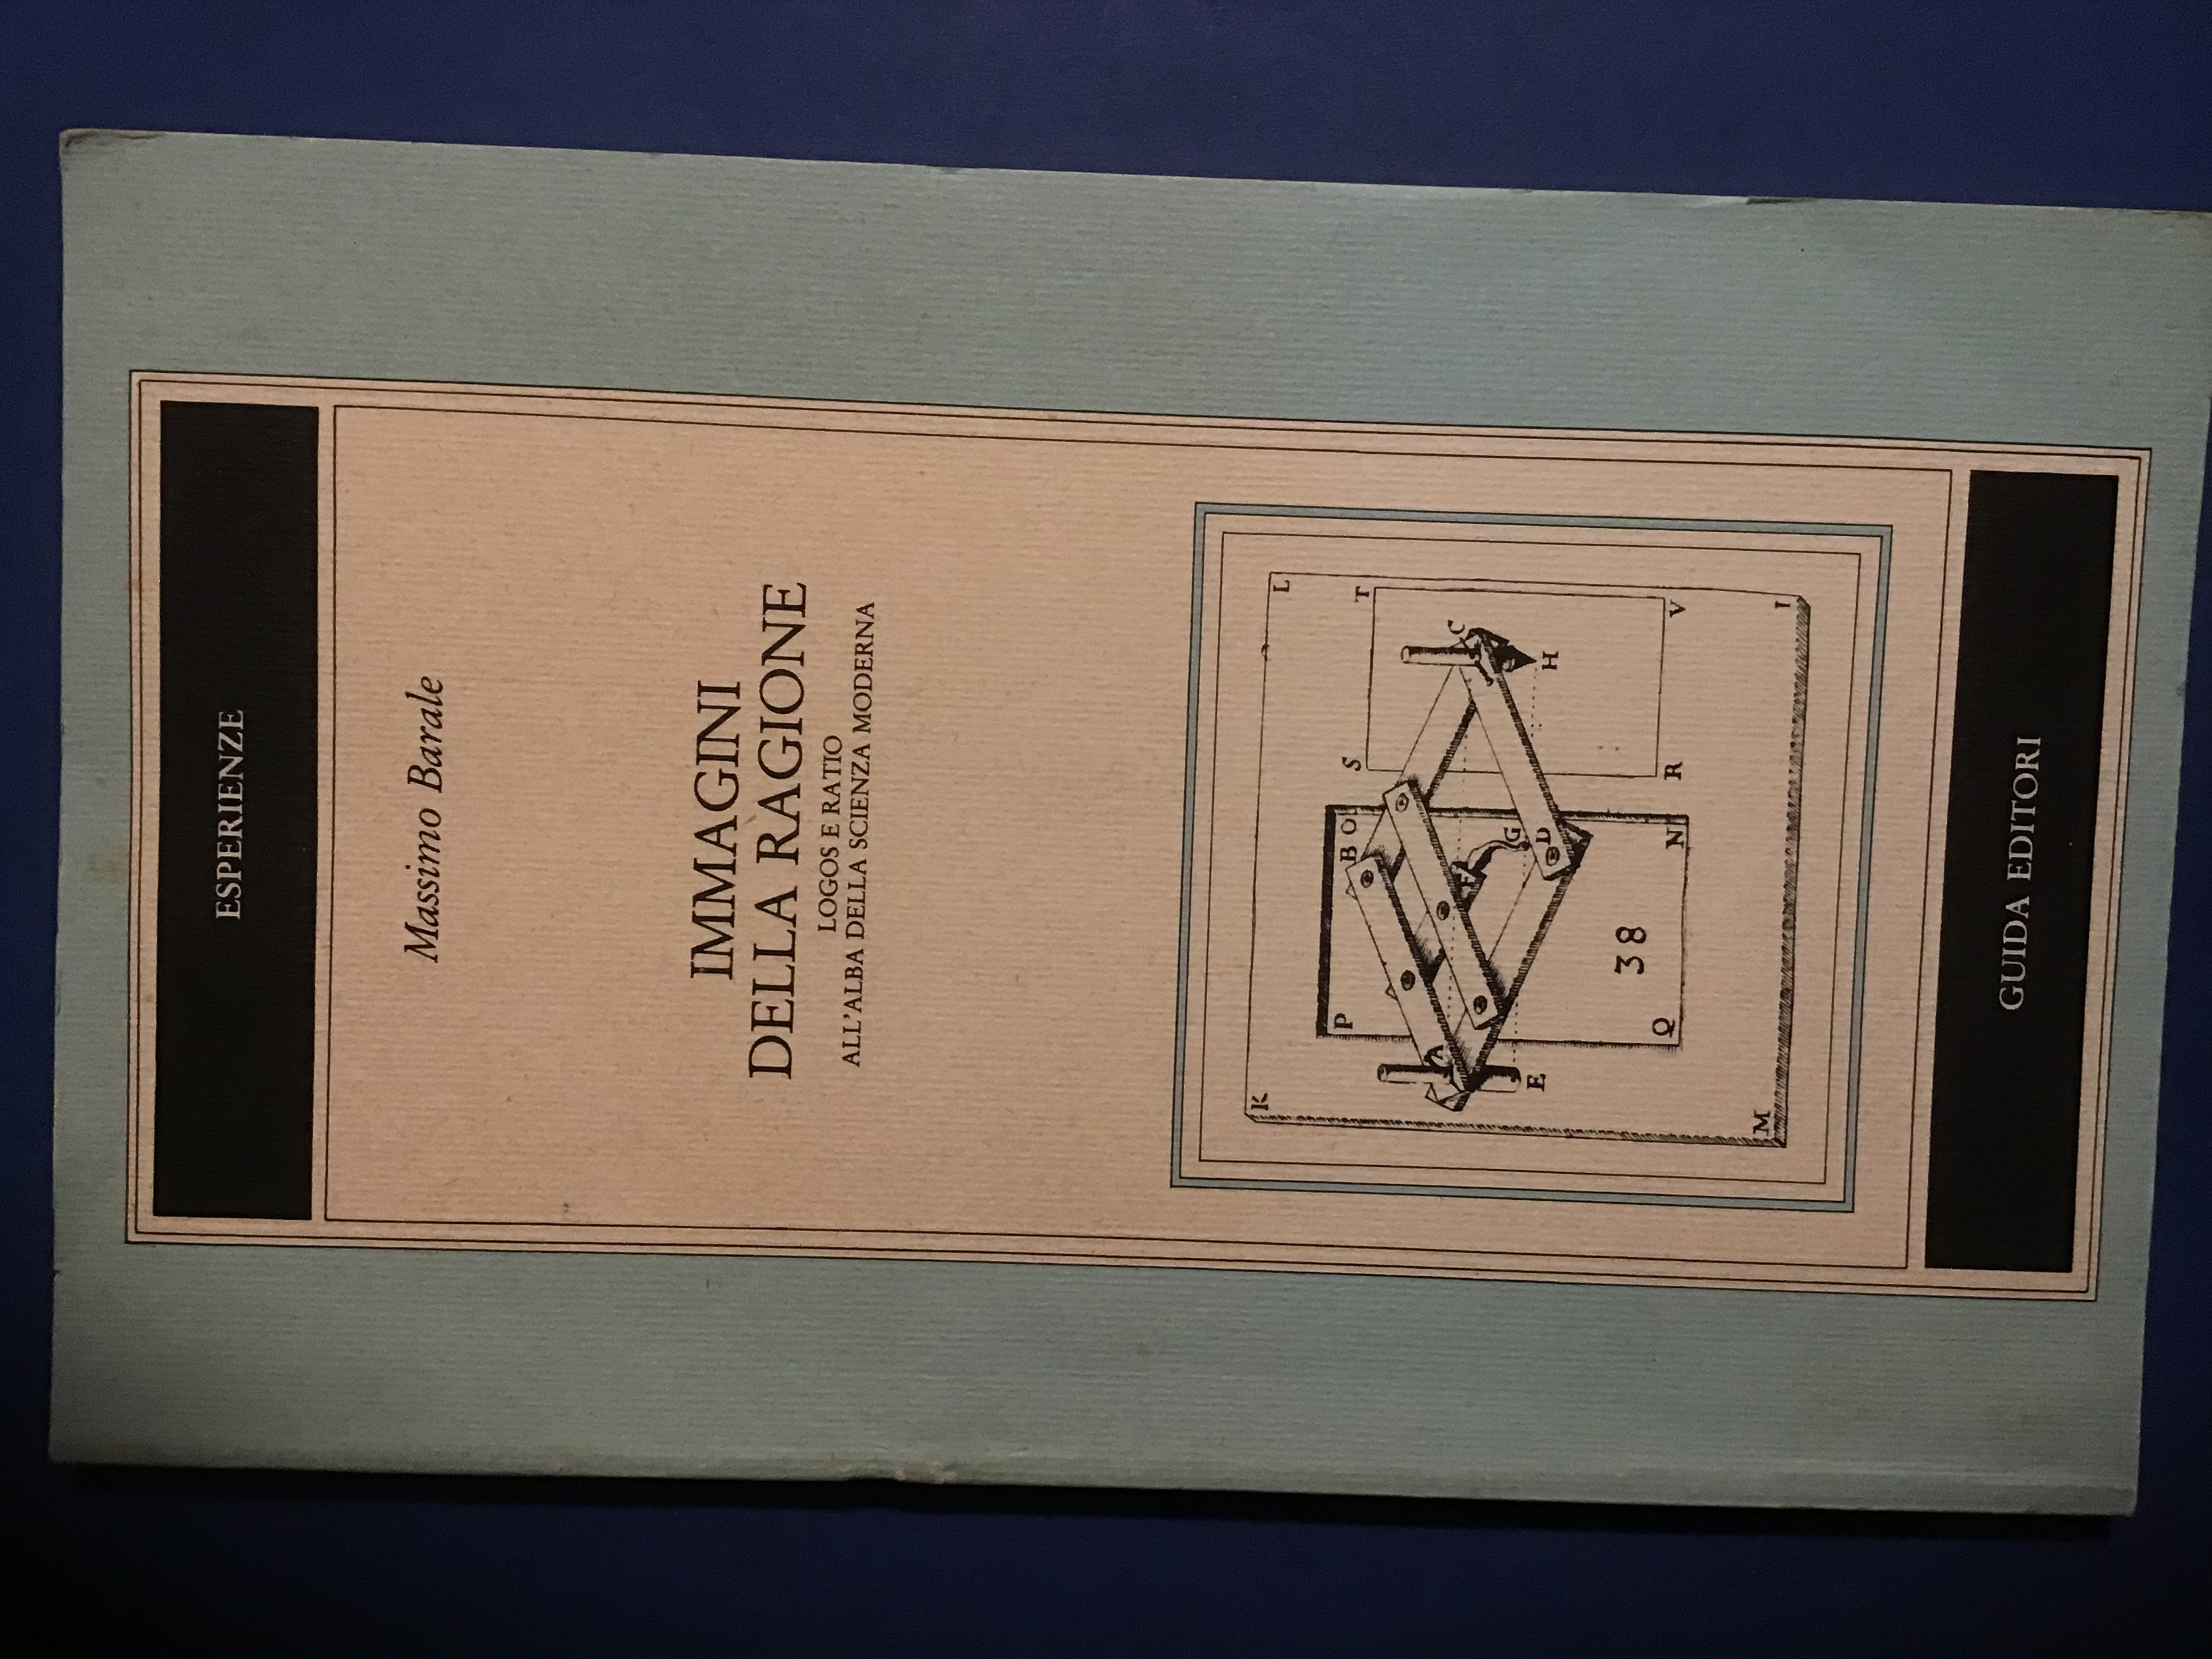 ESPERIENZE
Massimo Barale
IMMAGINI
DELLA RAGIONE
LOGOS E RATIO
ALL'ALBA DELLA SCIENZA MODERNA
K
L
P
B O
S
T
A
F
G
C
E
D
H
38
Q
N
R
V
M
I
GUIDA EDITORI